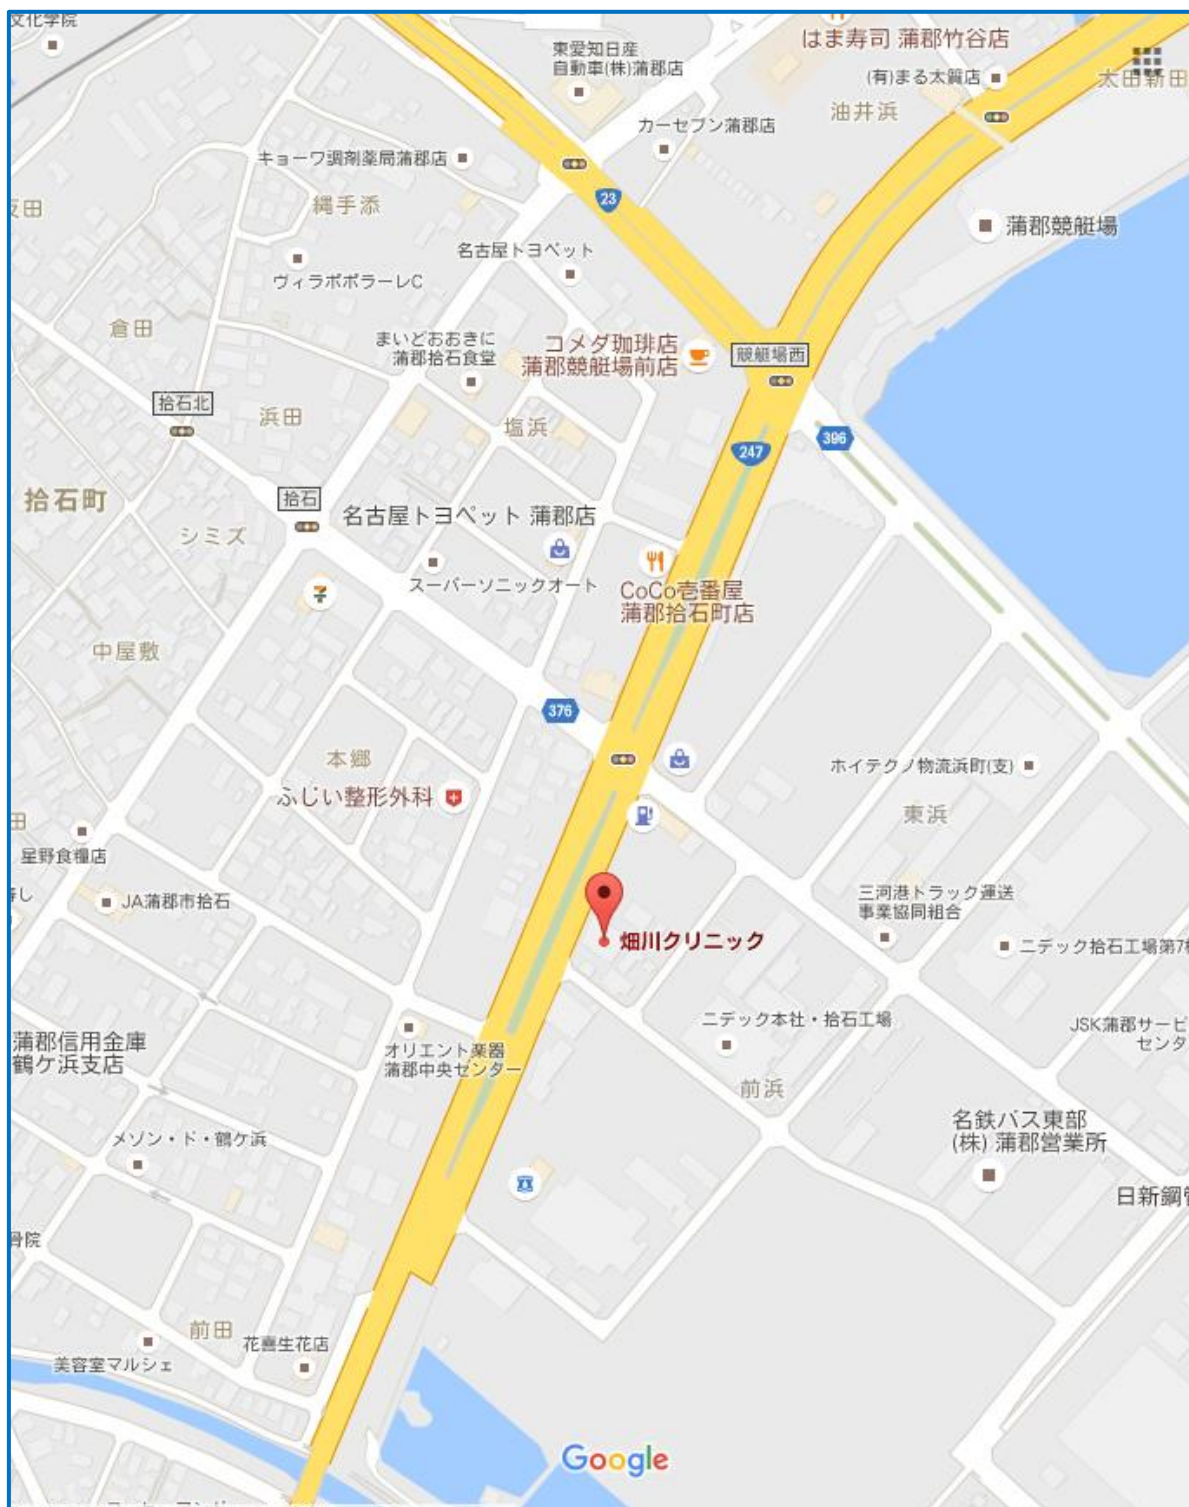 文化学院
東愛知日産
自動車(株)蒲郡店
はま寿司 蒲郡竹谷店
(有)まる太質店
太田新田
油井浜
カーセブン蒲郡店
キョーワ調剤薬局蒲郡店
縄手添
23
蒲郡競艇場
名古屋トヨペット
ヴィラポポラーレC
倉田
まいどおおきに
蒲郡拾石食堂
コメダ珈琲店
蒲郡競艇場前店
競艇場西
拾石北
浜田
塩浜
396
247
拾石町
拾石
シミズ
名古屋トヨペット 蒲郡店
スーパーソニックオート
CoCo壱番屋
蒲郡拾石町店
7
中屋敷
376
本郷
ふじい整形外科
ホイテクノ物流浜町(支)
東浜
田
星野食糧店
JA蒲郡市拾石
三河港トラック運送
事業協同組合
畑川クリニック
ニデック拾石工場第7
ニデック本社・拾石工場
JSK蒲郡サービ
センタ
蒲郡信用金庫
鶴ケ浜支店
オリエント楽器
蒲郡中央センター
前浜
メゾン・ド・鶴ケ浜
名鉄バス東部
(株) 蒲郡営業所
日新鋼管
骨院
前田
花喜生花店
美容室マルシェ
Google